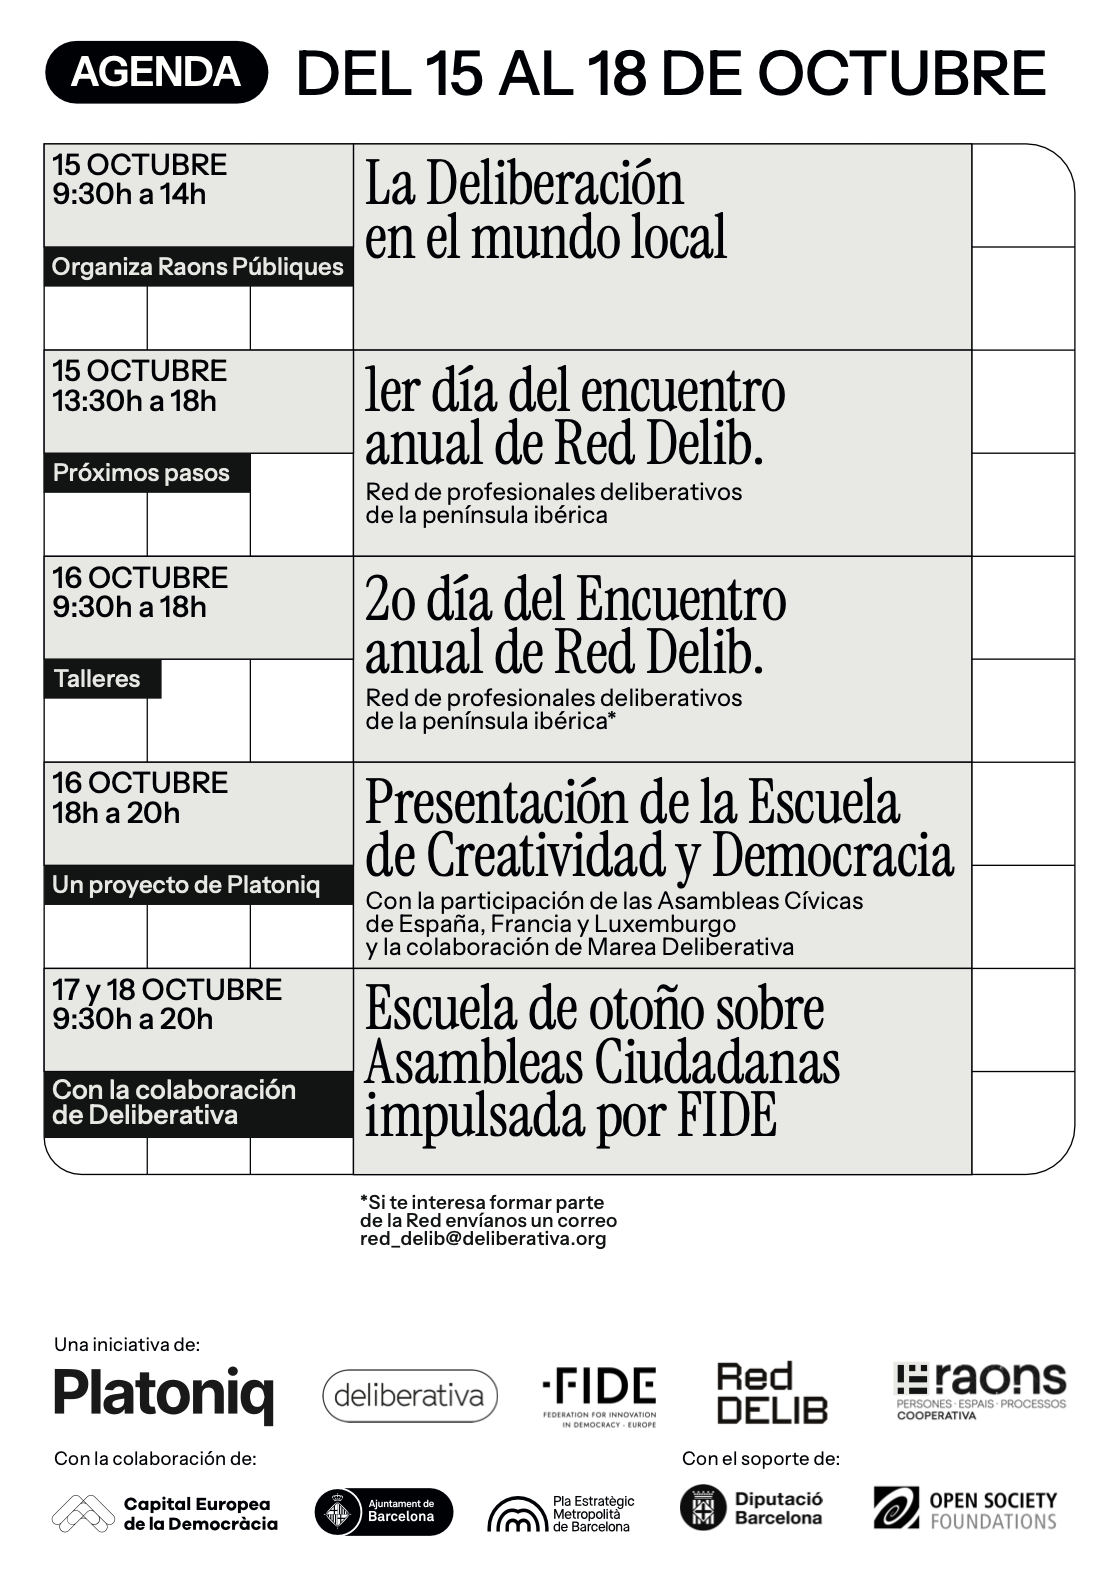 AGENDA DEL 15 AL 18 DE OCTUBRE
15 OCTUBRE
9:30h a 14h
Organiza Raons Públiques
La Deliberación
en el mundo local
15 OCTUBRE
13:30h a 18h
Próximos pasos
1er día del encuentro
anual de Red Delib.
Red de profesionales deliberativos
de la península ibérica
16 OCTUBRE
9:30h a 18h
Talleres
2o día del Encuentro
anual de Red Delib.
Red de profesionales deliberativos
de la península ibérica*
16 OCTUBRE
18h a 20h
Un proyecto de Platoniq
Presentación de la Escuela
de Creatividad y Democracia
Con la participación de las Asambleas Cívicas
de España, Francia y Luxemburgo
y la colaboración de Marea Deliberativa
17 y 18 OCTUBRE
9:30h a 20h
Con la colaboración
de Deliberativa
Escuela de otoño sobre
Asambleas Ciudadanas
impulsada por FIDE
*Si te interesa formar parte
de la Red envíanos un correo
red_delib@deliberativa.org
Una iniciativa de:
Platoniq
deliberativa
FIDE
FEDERATION FOR INNOVATION
IN DEMOCRACY - EUROPE
Red
DELIB
raons
PERSONES · ESPAIS · PROCESSOS
COOPERATIVA
Con la colaboración de:
Capital Europea
de la Democràcia
Ajuntament de
Barcelona
Pla Estratègic
Metropolità
de Barcelona
Con el soporte de:
Diputació
Barcelona
OPEN SOCIETY
FOUNDATIONS